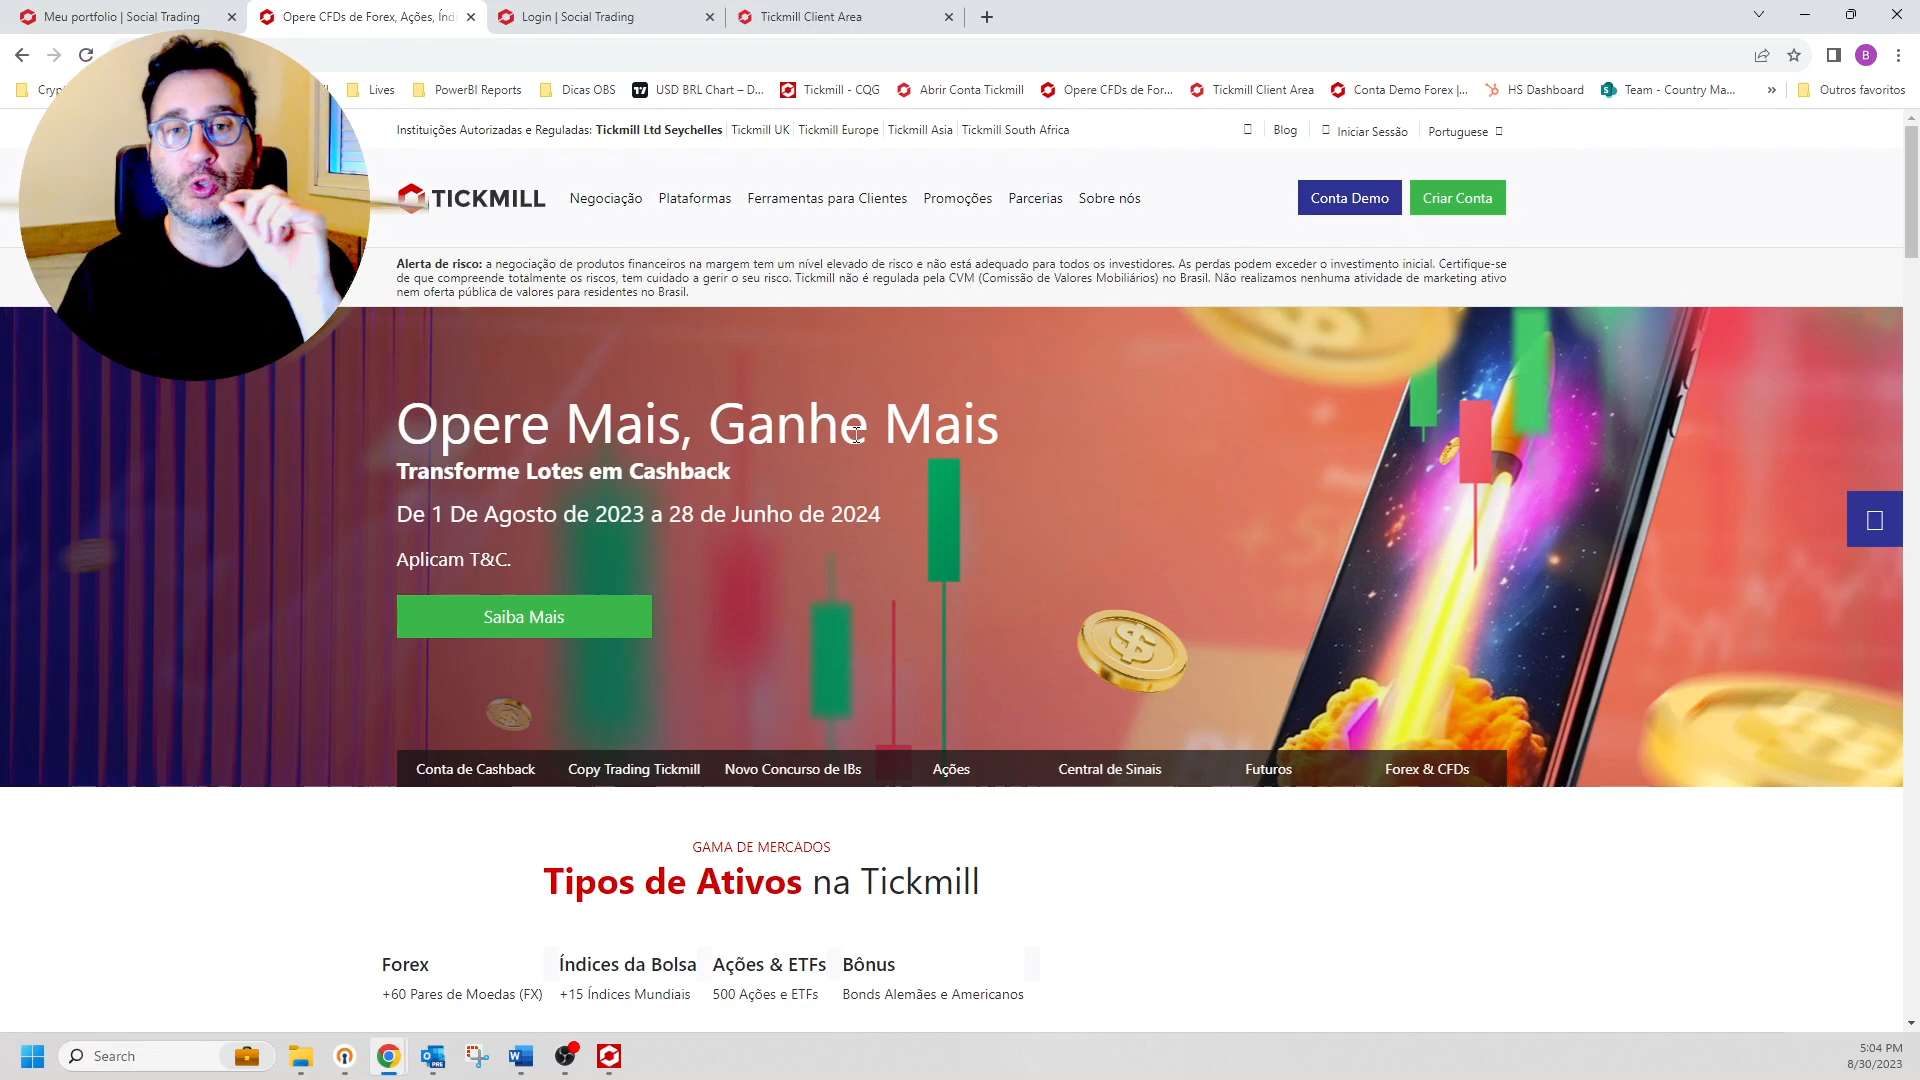 Meu portfolio | Social Trading
Opere CFDs de Forex, Ações, Índi
Login | Social Trading
Tickmill Client Area
B
Lives
PowerBI Reports
Dicas OBS
USD BRL Chart – D...
Tickmill - CQG
Abrir Conta Tickmill
Opere CFDs de For...
Tickmill Client Area
Conta Demo Forex |...
HS Dashboard
Team - Country Ma...
»
Outros favoritos
Instituições Autorizadas e Reguladas: Tickmill Ltd Seychelles Tickmill UK Tickmill Europe Tickmill Asia Tickmill South Africa
Blog
Iniciar Sessão
Portuguese
TICKMILL
Negociação
Plataformas
Ferramentas para Clientes
Promoções
Parcerias
Sobre nós
Conta Demo
Criar Conta
Alerta de risco: a negociação de produtos financeiros na margem tem um nível elevado de risco e não está adequado para todos os investidores. As perdas podem exceder o investimento inicial. Certifique-se
de que compreende totalmente os riscos, tem cuidado a gerir o seu risco. Tickmill não é regulada pela CVM (Comissão de Valores Mobiliários) no Brasil. Não realizamos nenhuma atividade de marketing ativo
nem oferta pública de valores para residentes no Brasil.
Opere Mais, Ganhe Mais
Transforme Lotes em Cashback
De 1 De Agosto de 2023 a 28 de Junho de 2024
Aplicam T&C.
Saiba Mais
Conta de Cashback
Copy Trading Tickmill
Novo Concurso de IBs
Ações
Central de Sinais
Futuros
Forex & CFDs
GAMA DE MERCADOS
Tipos de Ativos na Tickmill
Forex
+60 Pares de Moedas (FX)
Índices da Bolsa
+15 Índices Mundiais
Ações & ETFs
500 Ações e ETFs
Bônus
Bonds Alemães e Americanos
Search
5:04 PM
8/30/2023